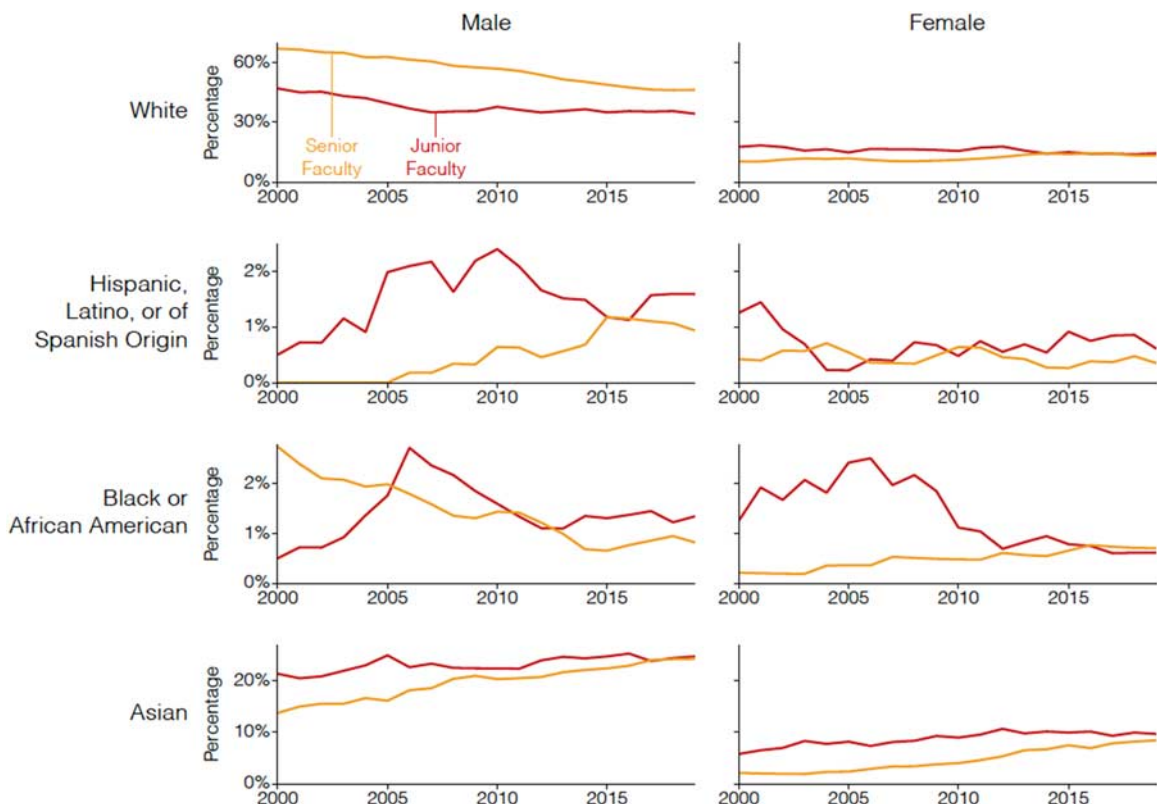 Male
Female
White
Percentage
60%
30%
0%
Senior
Faculty
Junior
Faculty
2000
2005
2010
2015
2000
2005
2010
2015
Hispanic,
Latino, or of
Spanish Origin
Percentage
2%
1%
0%
2000
2005
2010
2015
2000
2005
2010
2015
Black or
African American
Percentage
2%
1%
0%
2000
2005
2010
2015
2000
2005
2010
2015
Asian
Percentage
20%
10%
0%
2000
2005
2010
2015
2000
2005
2010
2015